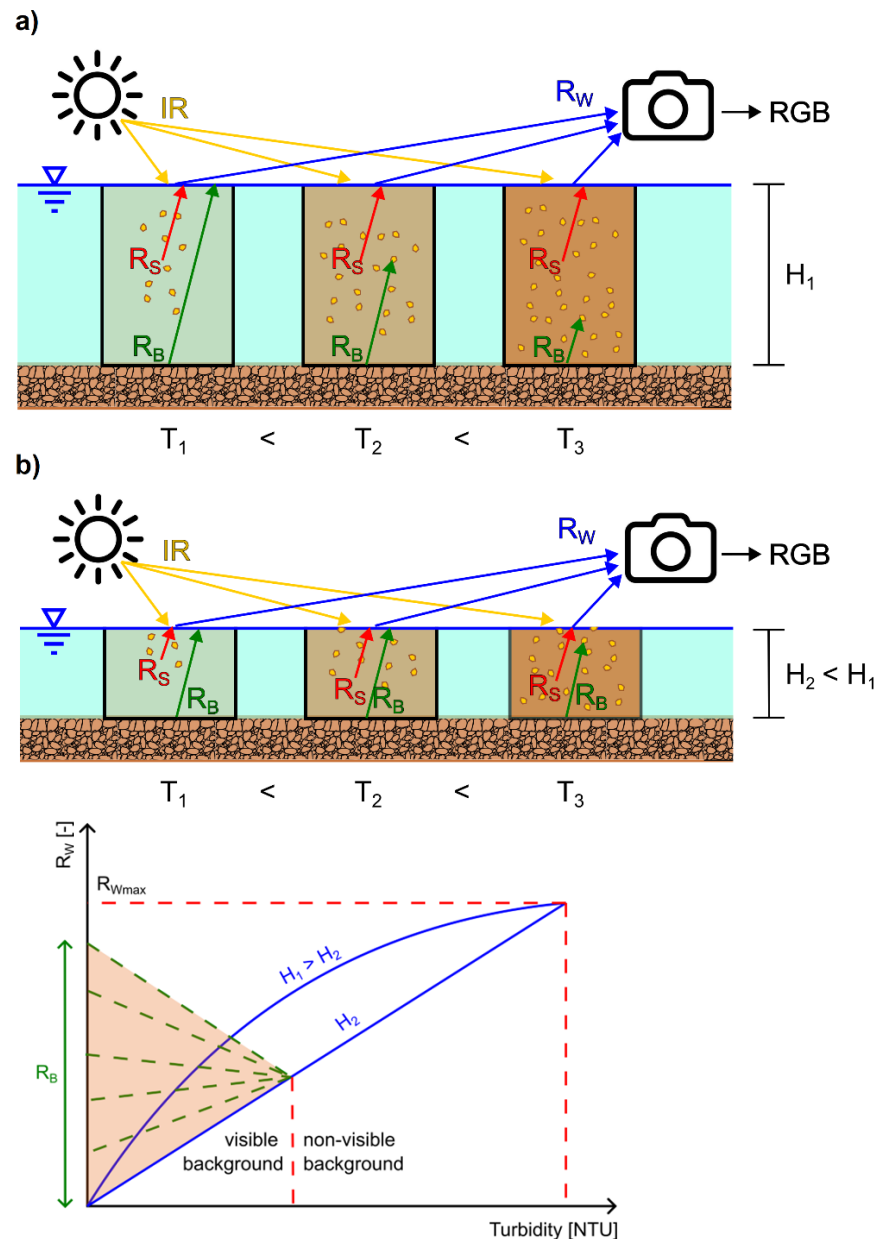 a)
IR
R_W
RGB
R_S
R_S
R_S
R_B
R_B
R_B
H_1
T_1 < T_2 < T_3
b)
IR
R_W
RGB
R_S
R_B
R_S
R_B
R_S
R_B
H_2 < H_1
T_1 < T_2 < T_3
R_W [-]
R_Wmax
H_1 > H_2
H_2
R_B
visible background
non-visible background
Turbidity [NTU]